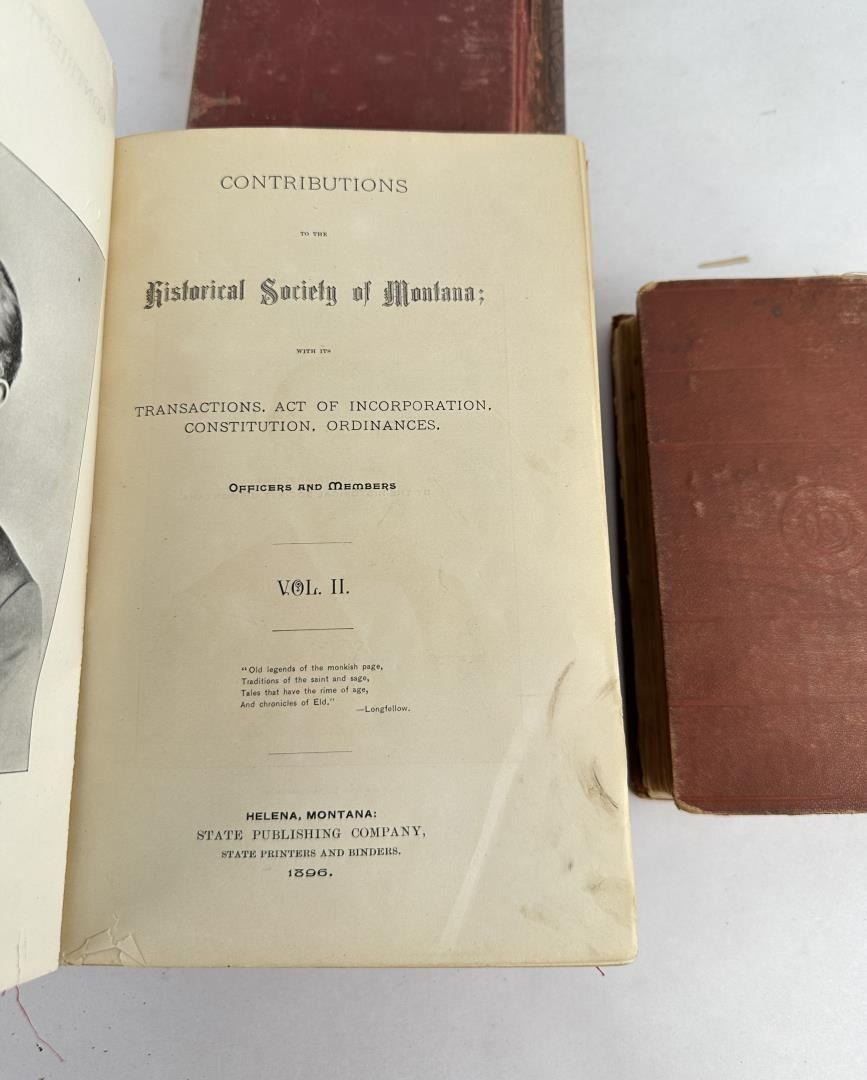 CONTRIBUTIONS
TO THE
Historical Society of Montana;
WITH ITS
TRANSACTIONS, ACT OF INCORPORATION,
CONSTITUTION, ORDINANCES,
OFFICERS AND MEMBERS
VOL. II.
"Old legends of the monkish page,
Traditions of the saint and sage,
Tales that have the rime of age,
And chronicles of Eld."
—Longfellow.
HELENA, MONTANA:
STATE PUBLISHING COMPANY,
STATE PRINTERS AND BINDERS.
1896.